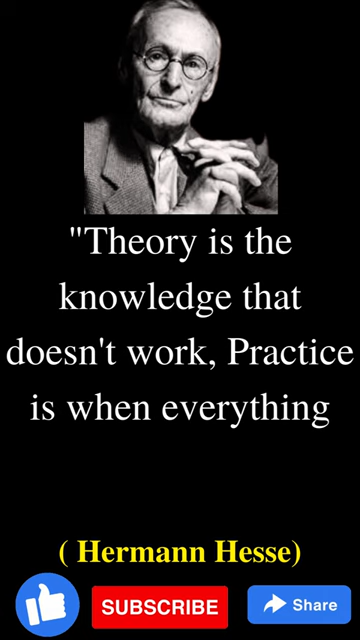 "Theory is the
knowledge that
doesn't work, Practice
is when everything
( Hermann Hesse)
SUBSCRIBE
Share